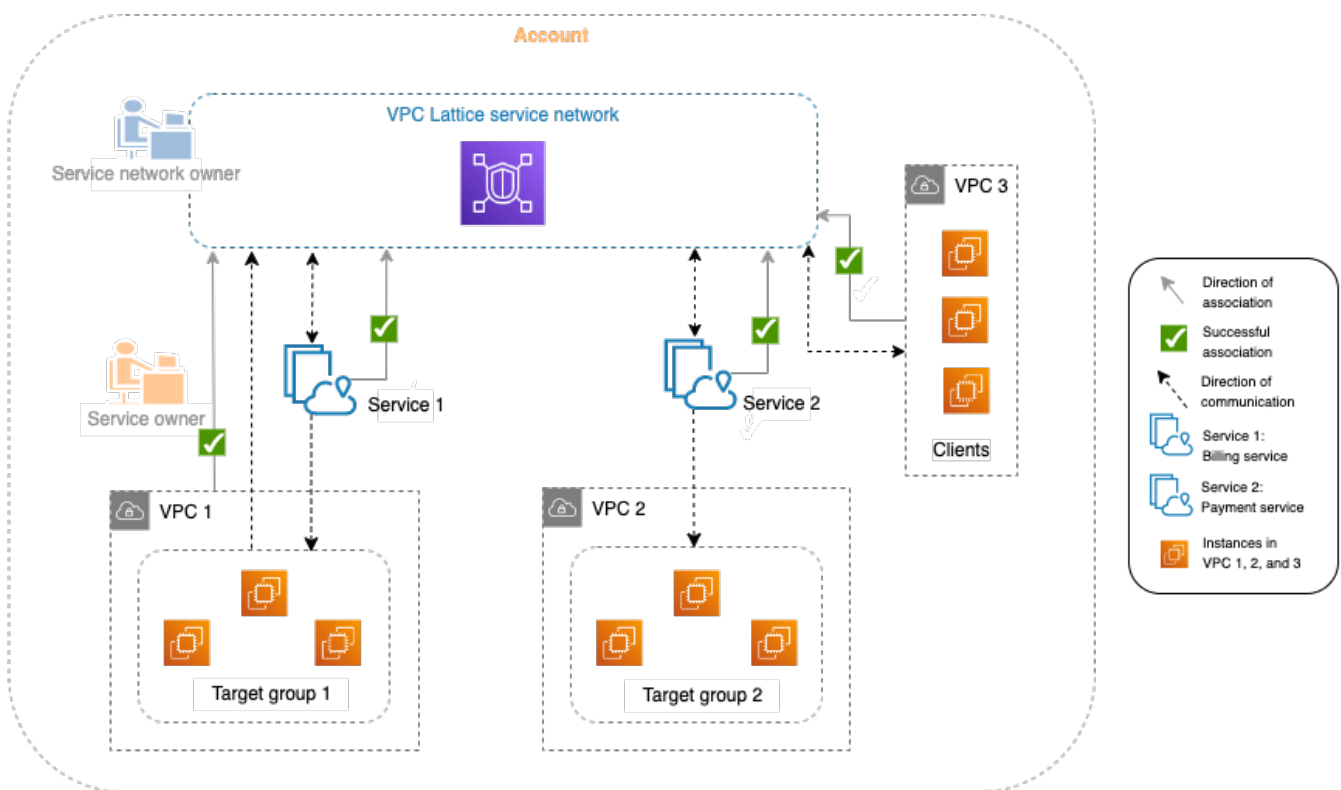 Account
VPC Lattice service network
Service network owner
VPC 3
Clients
Service owner
Service 1
Service 2
VPC 1
Target group 1
VPC 2
Target group 2
Direction of
association
Successful
association
Direction of
communication
Service 1:
Billing service
Service 2:
Payment service
Instances in
VPC 1, 2, and 3